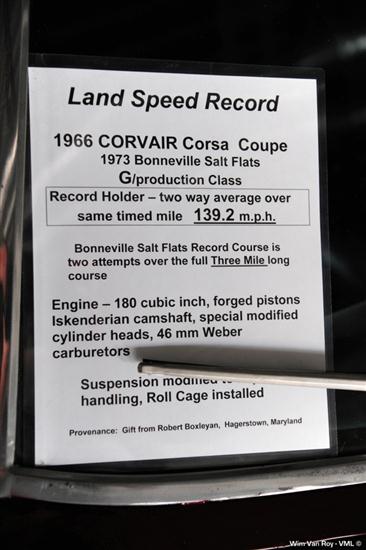 Land Speed Record
1966 CORVAIR Corsa Coupe
1973 Bonneville Salt Flats
G/production Class
Record Holder – two way average over
same timed mile 139.2 m.p.h.
Bonneville Salt Flats Record Course is
two attempts over the full Three Mile long
course
Engine – 180 cubic inch, forged pistons
Iskenderian camshaft, special modified
cylinder heads, 46 mm Weber
carburetors
Suspension modified
handling, Roll Cage installed
Provenance: Gift from Robert Boxleyan, Hagerstown, Maryland
Wim Van Roy - VML ©